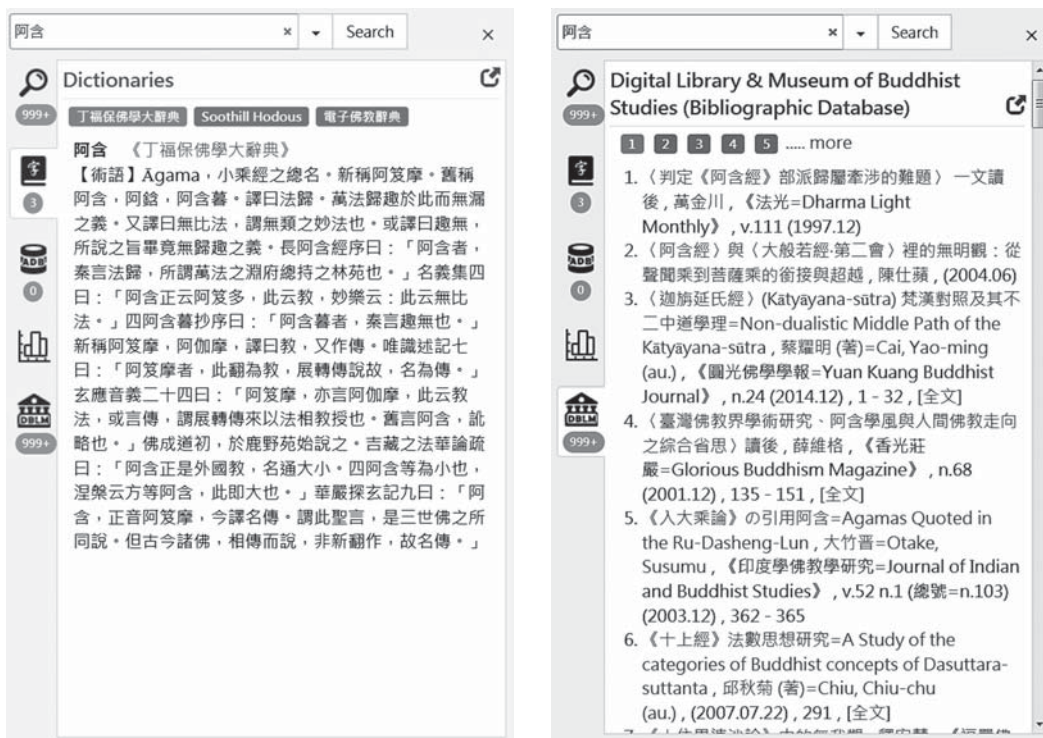 阿含 × Search ×
Dictionaries
999+
丁福保佛學大辭典 Soothill Hodous 電子佛教辭典
阿含 《丁福保佛學大辭典》
【術語】Āgama,小乘經之總名。新稱阿笈摩。舊稱
阿含,阿鋡,阿含暮。譯曰法歸。萬法歸趣於此而無漏
之義。又譯曰無比法,謂無類之妙法也。或譯曰趣無,
所說之旨畢竟無歸趣之義。長阿含經序曰:「阿含者,
秦言法歸,所謂萬法之淵府總持之林苑也。」名義集四
曰:「阿含正云阿笈多,此云教,妙樂云:此云無比
法。」四阿含暮抄序曰:「阿含暮者,秦言趣無也。」
新稱阿笈摩,阿伽摩,譯曰教,又作傳。唯識述記七
曰:「阿笈摩者,此翻為教,展轉傳說故,名為傳。」
玄應音義二十四曰:「阿笈摩,亦言阿伽摩,此云教
法,或言傳,謂展轉傳來以法相教授也。舊言阿含,訛
略也。」佛成道初,於鹿野苑始說之。吉藏之法華論疏
曰:「阿含正是外國教,名通大小。四阿含等為小也,
涅槃云方等阿含,此即大也。」華嚴探玄記九曰:「阿
含,正音阿笈摩,今譯名傳。謂此聖言,是三世佛之所
同說。但古今諸佛,相傳而說,非新翻作,故名傳。」
字
3
ADB
0
DBLM
999+
阿含 × Search ×
Digital Library & Museum of Buddhist
Studies (Bibliographic Database)
999+
1 2 3 4 5 ..... more
1. 〈判定《阿含經》部派歸屬牽涉的難題〉 一文讀
後 , 萬金川 , 《法光=Dharma Light
Monthly》 , v.111 (1997.12)
2. 〈阿含經〉與〈大般若經·第二會〉裡的無明觀:從
聲聞乘到菩薩乘的銜接與超越 , 陳仕蘋 , (2004.06)
3. 〈迦旃延氏經〉(Kātyāyana-sūtra) 梵漢對照及其不
二中道學理=Non-dualistic Middle Path of the
Kātyāyana-sūtra , 蔡耀明 (著)=Cai, Yao-ming
(au.) , 《圓光佛學學報=Yuan Kuang Buddhist
Journal》 , n.24 (2014.12) , 1 - 32 , [全文]
4. 〈臺灣佛教界學術研究、阿含學風與人間佛教走向
之綜合省思〉讀後 , 薛維格 , 《香光莊
嚴=Glorious Buddhism Magazine》 , n.68
(2001.12) , 135 - 151 , [全文]
5. 《入大乘論》の引用阿含=Agamas Quoted in
the Ru-Dasheng-Lun , 大竹晋=Otake,
Susumu , 《印度學佛教學研究=Journal of Indian
and Buddhist Studies》 , v.52 n.1 (總號=n.103)
(2003.12) , 362 - 365
6. 《十上經》法數思想研究=A Study of the
categories of Buddhist concepts of Dasuttara-
suttanta , 邱秋菊 (著)=Chiu, Chiu-chu
(au.) , (2007.07.22) , 291 , [全文]
字
3
ADB
0
DBLM
999+